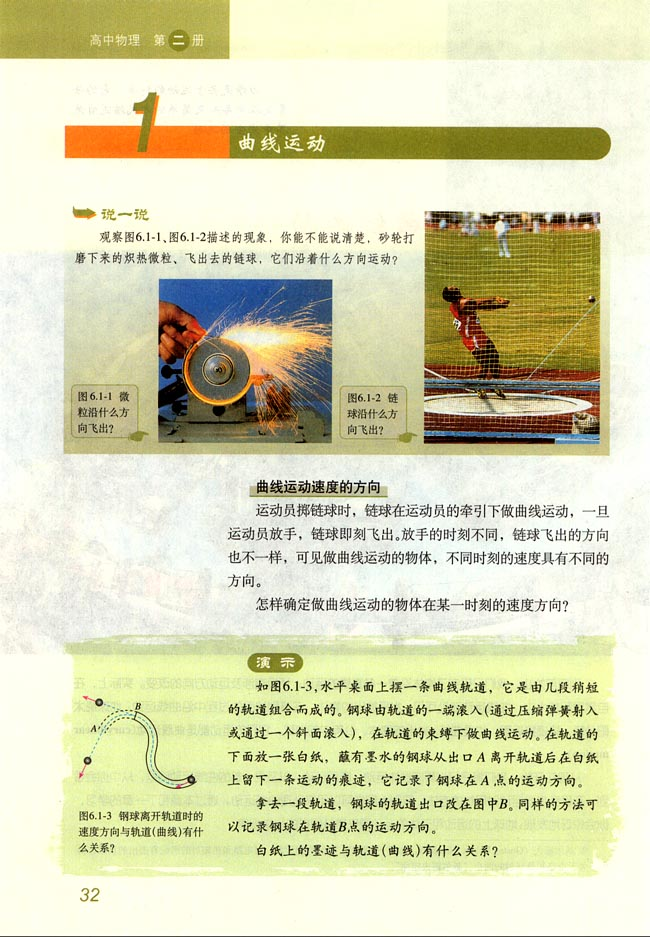 高中物理 第二册
1
曲线运动
说一说
观察图6.1-1、图6.1-2描述的现象，你能不能说清楚，砂轮打
磨下来的炽热微粒、飞出去的链球，它们沿着什么方向运动？
图6.1-1 微
粒沿什么方
向飞出？
图6.1-2 链
球沿什么方
向飞出？
曲线运动速度的方向
运动员掷链球时，链球在运动员的牵引下做曲线运动，一旦
运动员放手，链球即刻飞出。放手的时刻不同，链球飞出的方向
也不一样，可见做曲线运动的物体，不同时刻的速度具有不同的
方向。
怎样确定做曲线运动的物体在某一时刻的速度方向？
演示
如图6.1-3，水平桌面上摆一条曲线轨道，它是由几段稍短
的轨道组合而成的。钢球由轨道的一端滚入(通过压缩弹簧射入
或通过一个斜面滚入)，在轨道的束缚下做曲线运动。在轨道的
下面放一张白纸，蘸有墨水的钢球从出口A离开轨道后在白纸
上留下一条运动的痕迹，它记录了钢球在A点的运动方向。
拿去一段轨道，钢球的轨道出口改在图中B。同样的方法可
以记录钢球在轨道B点的运动方向。
白纸上的墨迹与轨道(曲线)有什么关系？
B
A
图6.1-3 钢球离开轨道时的
速度方向与轨道(曲线)有什
么关系？
32